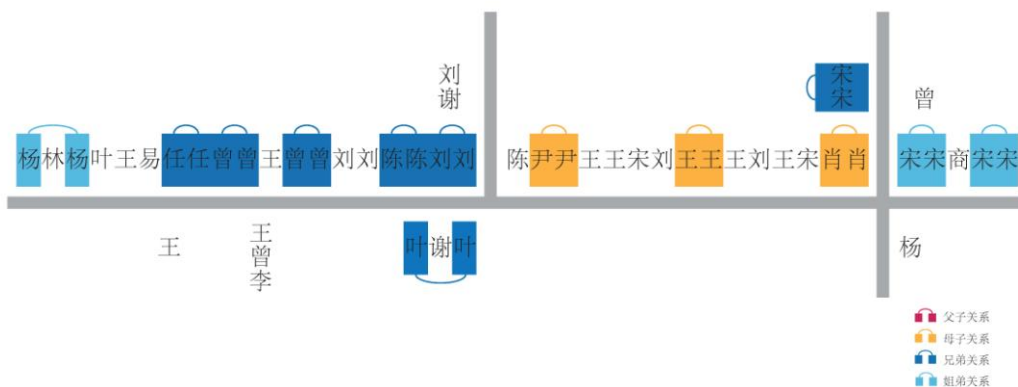 刘
谢
宋
宋
曾
杨林杨叶王易任任曾曾王曾曾刘刘陈陈刘刘
陈尹尹王王宋刘王王王刘王宋肖肖
宋宋商宋宋
王
王
曾
李
叶谢叶
杨
父子关系
母子关系
兄弟关系
姐弟关系